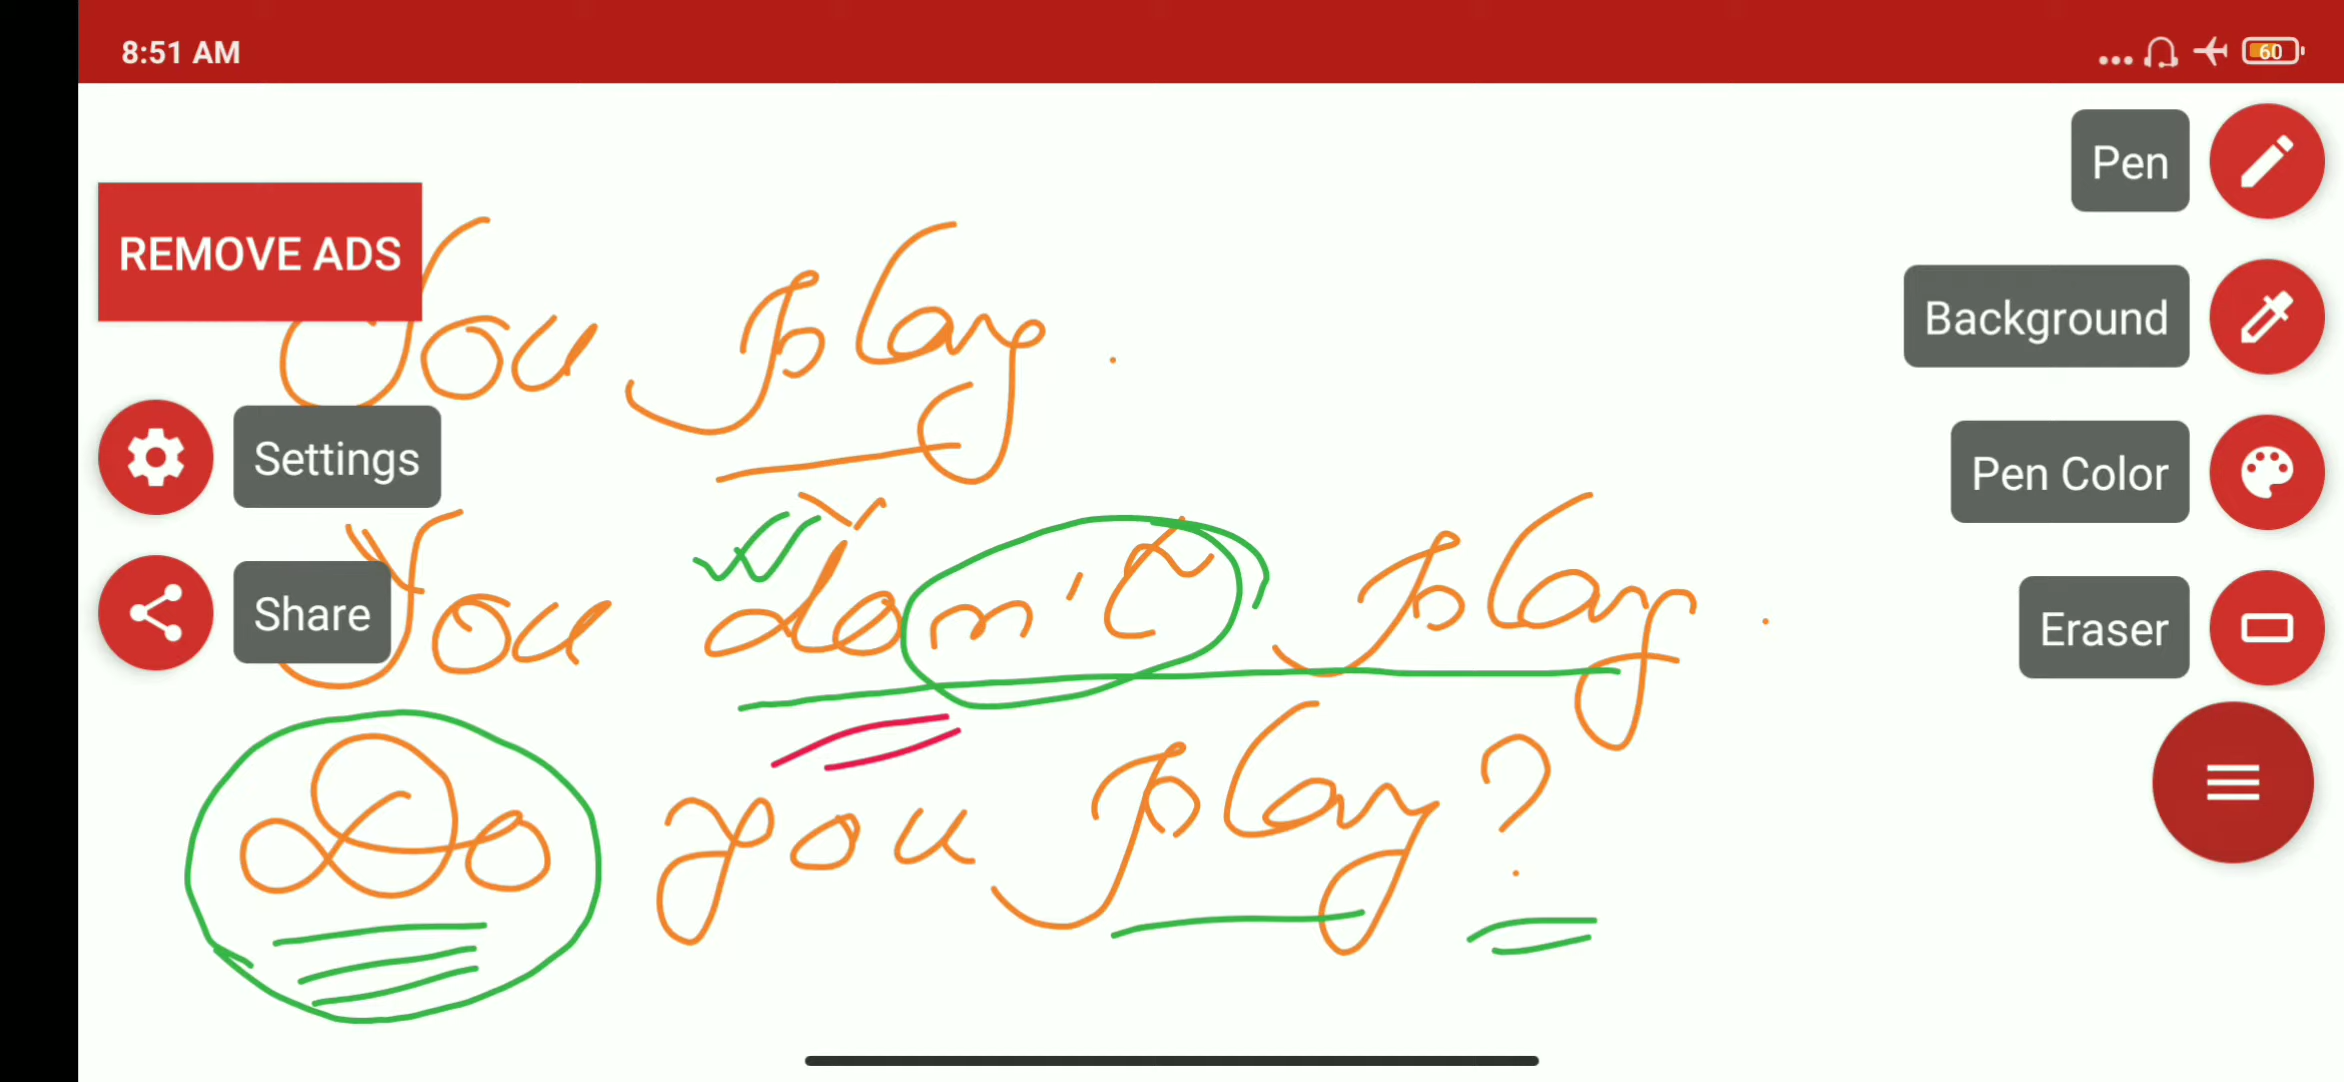 8:51 AM
60
Pen
REMOVE ADS
You play.
Background
Settings
Pen Color
You don't play.
Share
Eraser
Do you play?